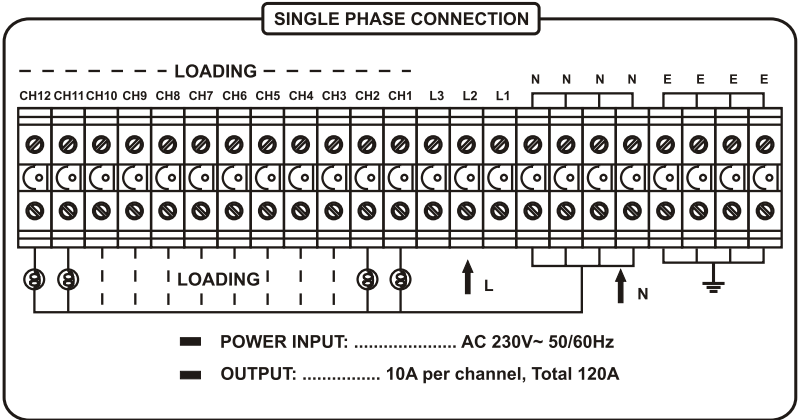 SINGLE PHASE CONNECTION
LOADING
CH12 CH11 CH10 CH9 CH8 CH7 CH6 CH5 CH4 CH3 CH2 CH1 L3 L2 L1 N N N N E E E E
LOADING
L
N
POWER INPUT: ..................... AC 230V~ 50/60Hz
OUTPUT: ................ 10A per channel, Total 120A